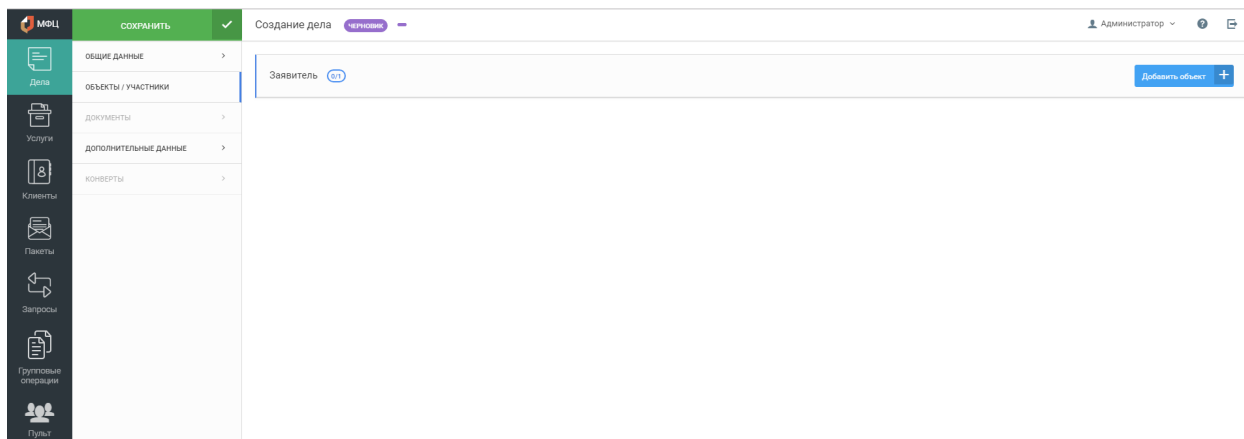 МФЦ
СОХРАНИТЬ
Создание дела ЧЕРНОВИК
Администратор
?
Дела
Услуги
Клиенты
Пакеты
Запросы
Групповые
операции
Пульт
ОБЩИЕ ДАННЫЕ
ОБЪЕКТЫ / УЧАСТНИКИ
ДОКУМЕНТЫ
ДОПОЛНИТЕЛЬНЫЕ ДАННЫЕ
КОНВЕРТЫ
Заявитель 0/1
Добавить объект +